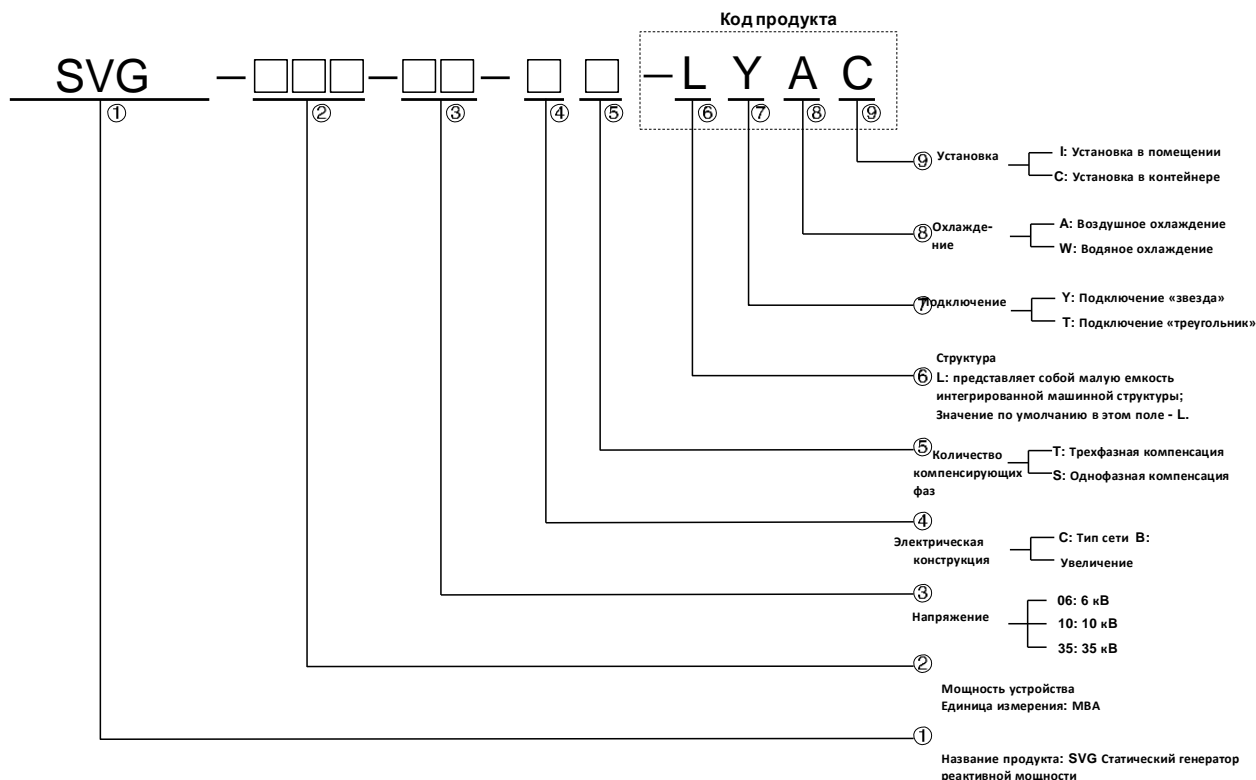 Код продукта
SVG – □□□ – □□ – □ □ – L Y A C
① ② ③ ④ ⑤ ⑥ ⑦ ⑧ ⑨
⑨ Установка
I: Установка в помещении
C: Установка в контейнере
⑧ Охлажде-
ние
A: Воздушное охлаждение
W: Водяное охлаждение
⑦ Подключение
Y: Подключение «звезда»
T: Подключение «треугольник»
Структура
⑥ L: представляет собой малую емкость
интегрированной машинной структуры;
Значение по умолчанию в этом поле - L.
⑤ Количество
компенсирующих
фаз
T: Трехфазная компенсация
S: Однофазная компенсация
④
Электрическая
конструкция
C: Тип сети B:
Увеличение
③
Напряжение
06: 6 кВ
10: 10 кВ
35: 35 кВ
②
Мощность устройства
Единица измерения: МВА
①
Название продукта: SVG Статический генератор
реактивной мощности